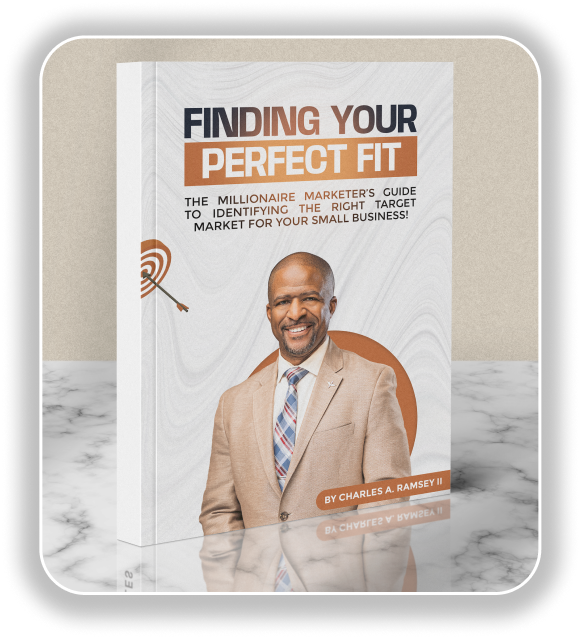 FINDING YOUR
PERFECT FIT
THE MILLIONAIRE MARKETER'S GUIDE
TO IDENTIFYING THE RIGHT TARGET
MARKET FOR YOUR SMALL BUSINESS!
BY CHARLES A. RAMSEY II